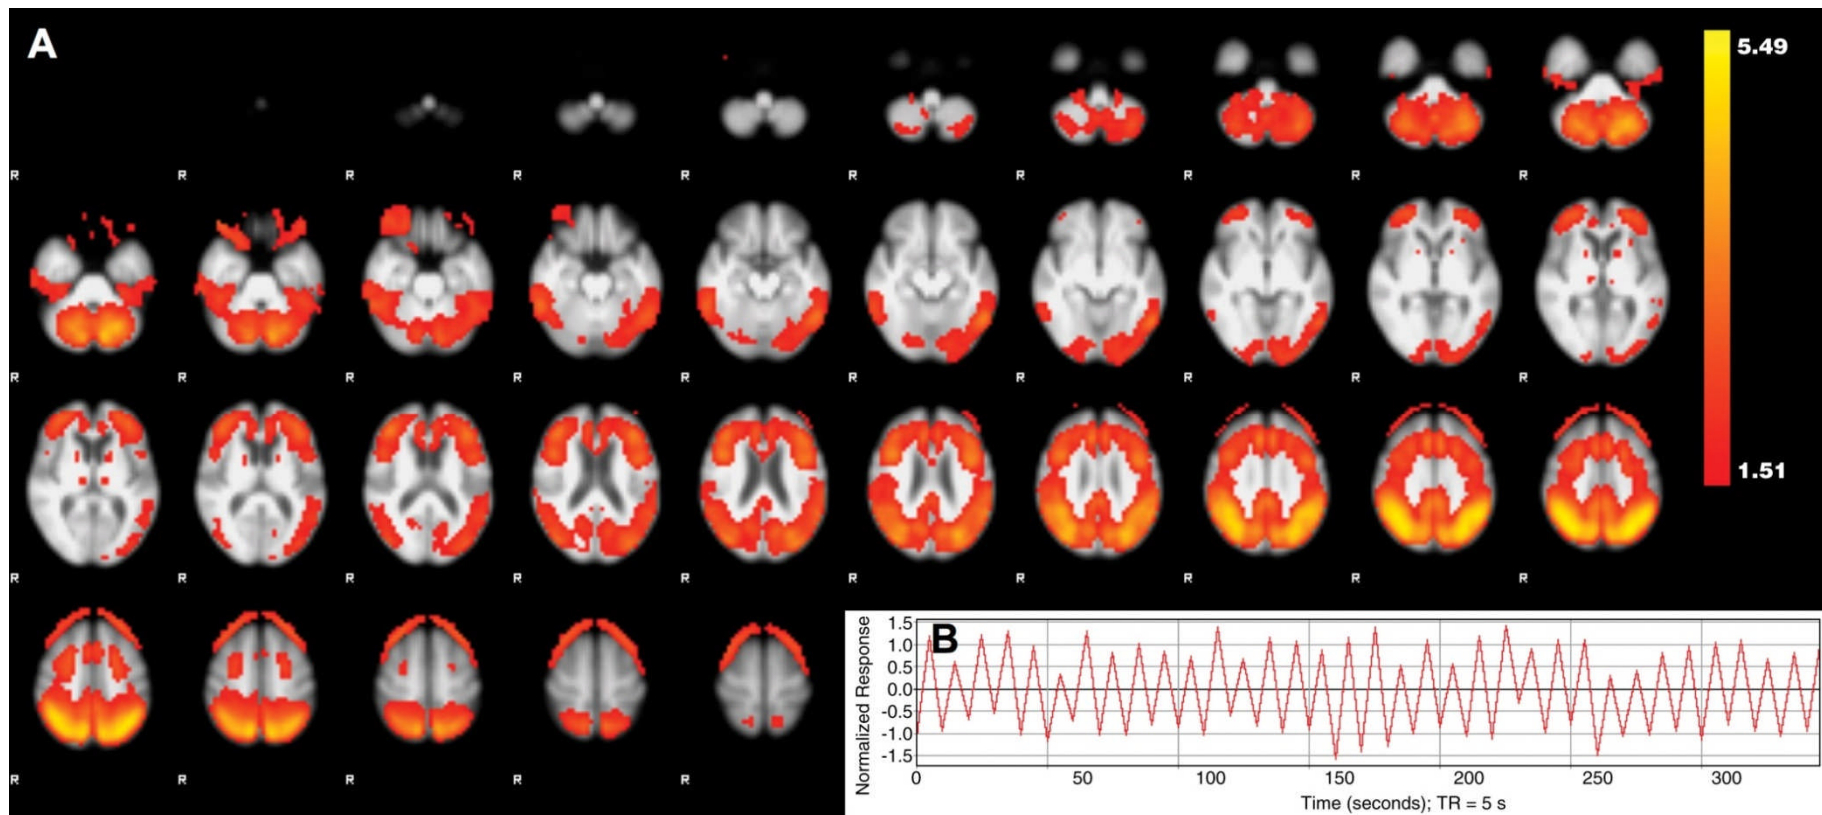 A
5.49
1.51
R R R R R R R R R R
R R R R R R R R R R
R R R R R R R R R R
R R R R R
B
Normalized Response
1.5
1.0
0.5
0.0
-0.5
-1.0
-1.5
0 50 100 150 200 250 300
Time (seconds); TR = 5 s